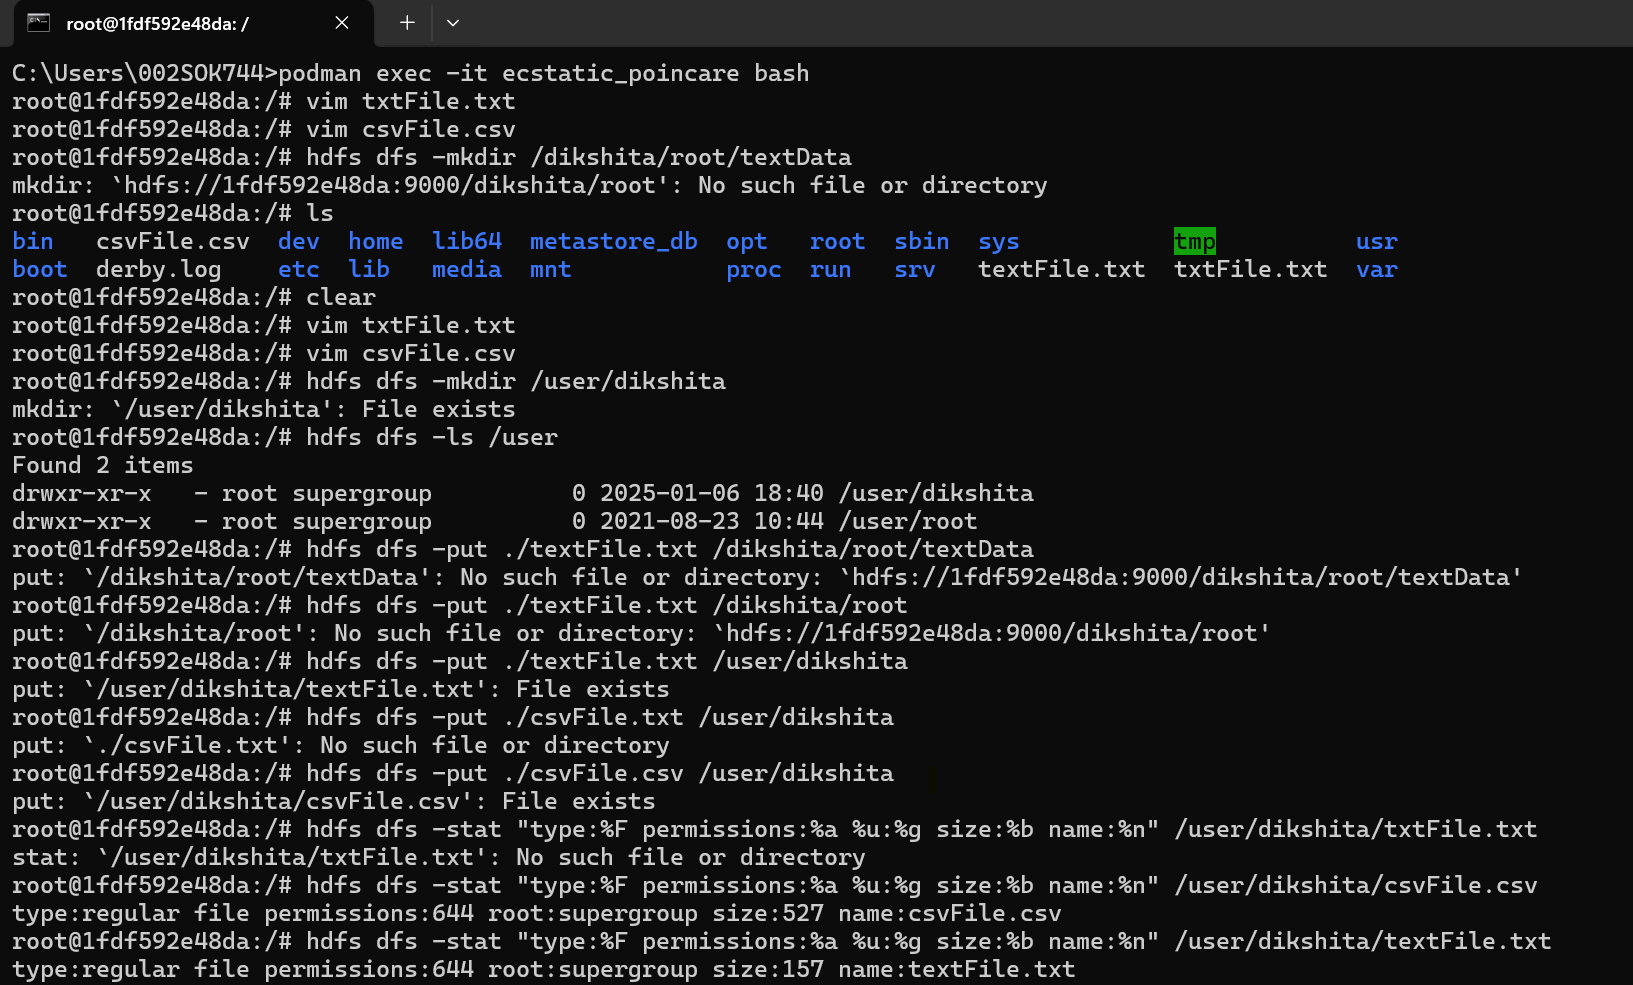 root@1fdf592e48da: /
C:\Users\002SOK744>podman exec -it ecstatic_poincare bash
root@1fdf592e48da:/# vim txtFile.txt
root@1fdf592e48da:/# vim csvFile.csv
root@1fdf592e48da:/# hdfs dfs -mkdir /dikshita/root/textData
mkdir: `hdfs://1fdf592e48da:9000/dikshita/root': No such file or directory
root@1fdf592e48da:/# ls
bin   csvFile.csv  dev  home  lib64  metastore_db  opt   root  sbin  sys           tmp          usr
boot  derby.log    etc  lib   media  mnt           proc  run   srv   textFile.txt  txtFile.txt  var
root@1fdf592e48da:/# clear
root@1fdf592e48da:/# vim txtFile.txt
root@1fdf592e48da:/# vim csvFile.csv
root@1fdf592e48da:/# hdfs dfs -mkdir /user/dikshita
mkdir: `/user/dikshita': File exists
root@1fdf592e48da:/# hdfs dfs -ls /user
Found 2 items
drwxr-xr-x   - root supergroup          0 2025-01-06 18:40 /user/dikshita
drwxr-xr-x   - root supergroup          0 2021-08-23 10:44 /user/root
root@1fdf592e48da:/# hdfs dfs -put ./textFile.txt /dikshita/root/textData
put: `/dikshita/root/textData': No such file or directory: `hdfs://1fdf592e48da:9000/dikshita/root/textData'
root@1fdf592e48da:/# hdfs dfs -put ./textFile.txt /dikshita/root
put: `/dikshita/root': No such file or directory: `hdfs://1fdf592e48da:9000/dikshita/root'
root@1fdf592e48da:/# hdfs dfs -put ./textFile.txt /user/dikshita
put: `/user/dikshita/textFile.txt': File exists
root@1fdf592e48da:/# hdfs dfs -put ./csvFile.txt /user/dikshita
put: `./csvFile.txt': No such file or directory
root@1fdf592e48da:/# hdfs dfs -put ./csvFile.csv /user/dikshita
put: `/user/dikshita/csvFile.csv': File exists
root@1fdf592e48da:/# hdfs dfs -stat "type:%F permissions:%a %u:%g size:%b name:%n" /user/dikshita/txtFile.txt
stat: `/user/dikshita/txtFile.txt': No such file or directory
root@1fdf592e48da:/# hdfs dfs -stat "type:%F permissions:%a %u:%g size:%b name:%n" /user/dikshita/csvFile.csv
type:regular file permissions:644 root:supergroup size:527 name:csvFile.csv
root@1fdf592e48da:/# hdfs dfs -stat "type:%F permissions:%a %u:%g size:%b name:%n" /user/dikshita/textFile.txt
type:regular file permissions:644 root:supergroup size:157 name:textFile.txt